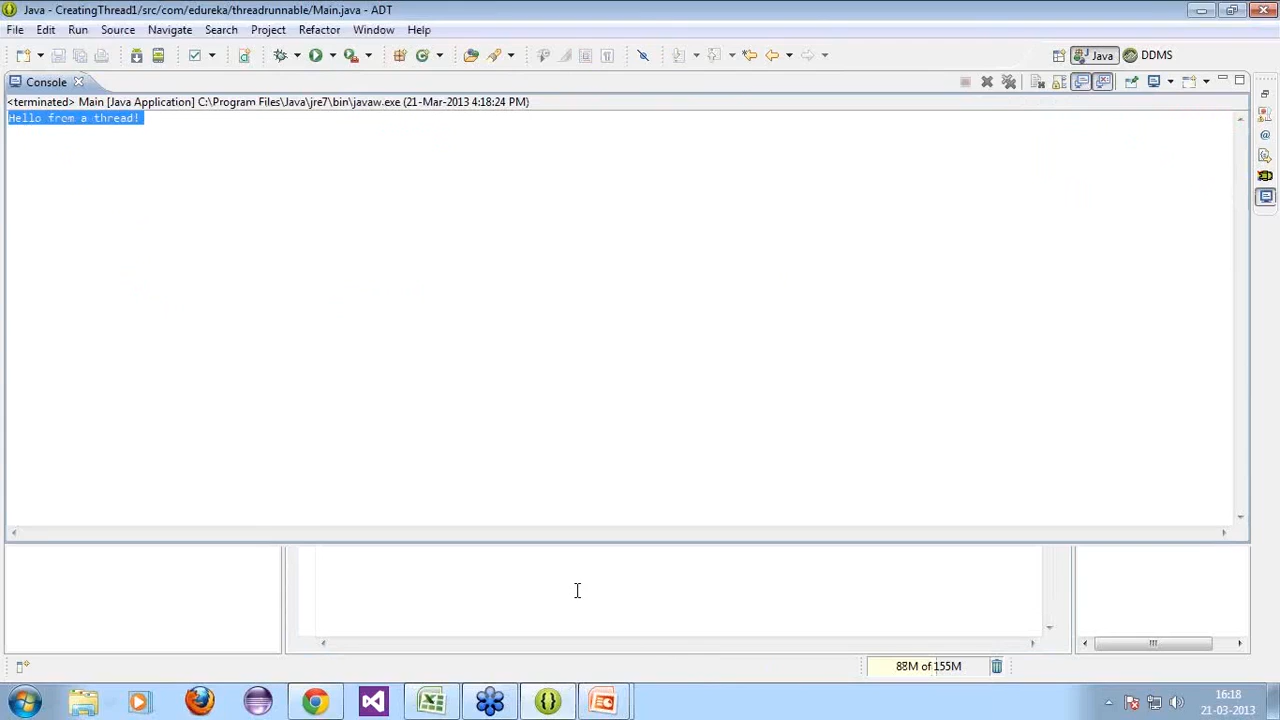 Java - CreatingThread1/src/com/edureka/threadrunnable/Main.java - ADT
File Edit Run Source Navigate Search Project Refactor Window Help
Java DDMS
Console
<terminated> Main [Java Application] C:\Program Files\Java\jre7\bin\javaw.exe (21-Mar-2013 4:18:24 PM)
Hello from a thread!
88M of 155M
16:18
21-03-2013